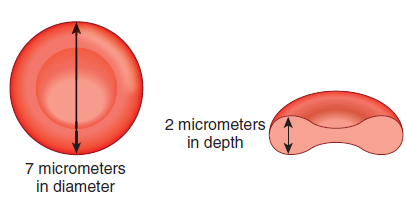 7 micrometers
in diameter
2 micrometers
in depth